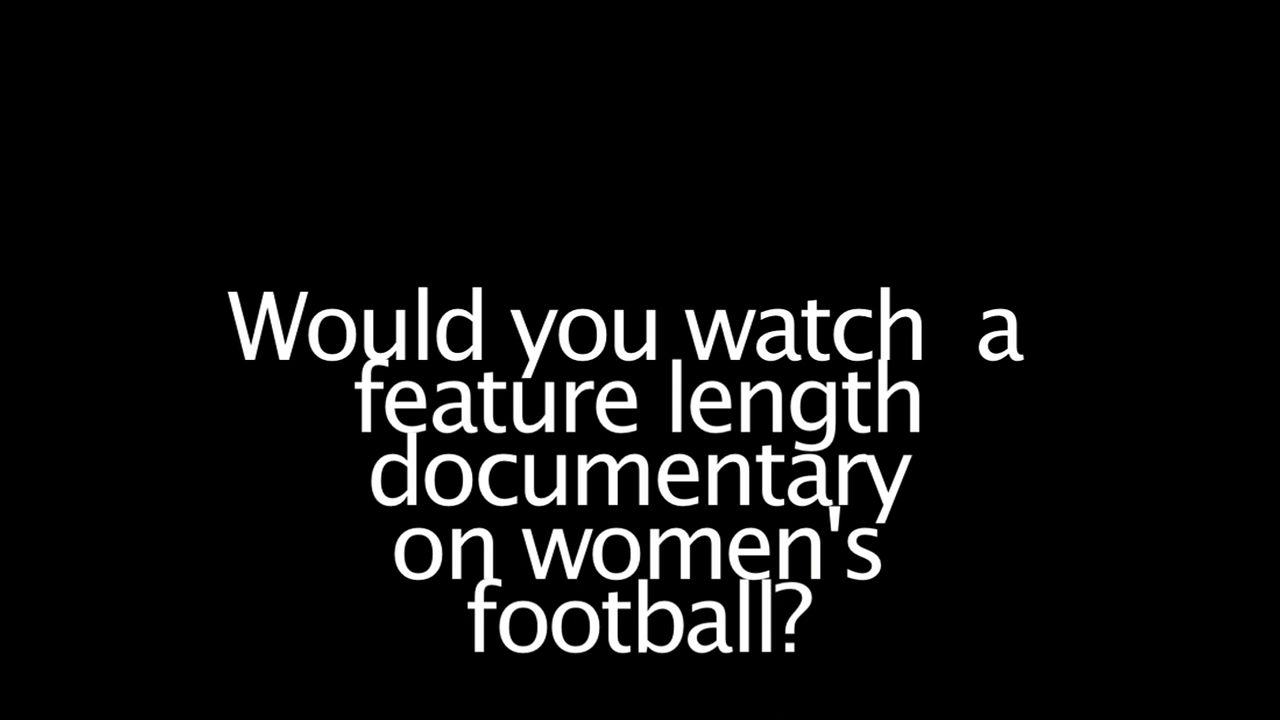 Would you watch  a
feature length
documentary
on women's
football?